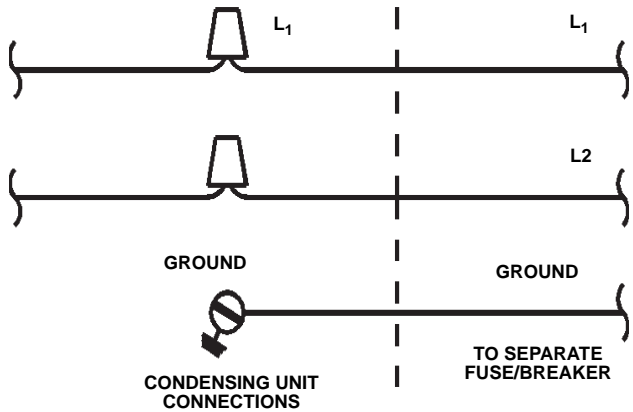 L₁
L₁
L2
GROUND
GROUND
CONDENSING UNIT
CONNECTIONS
TO SEPARATE
FUSE/BREAKER